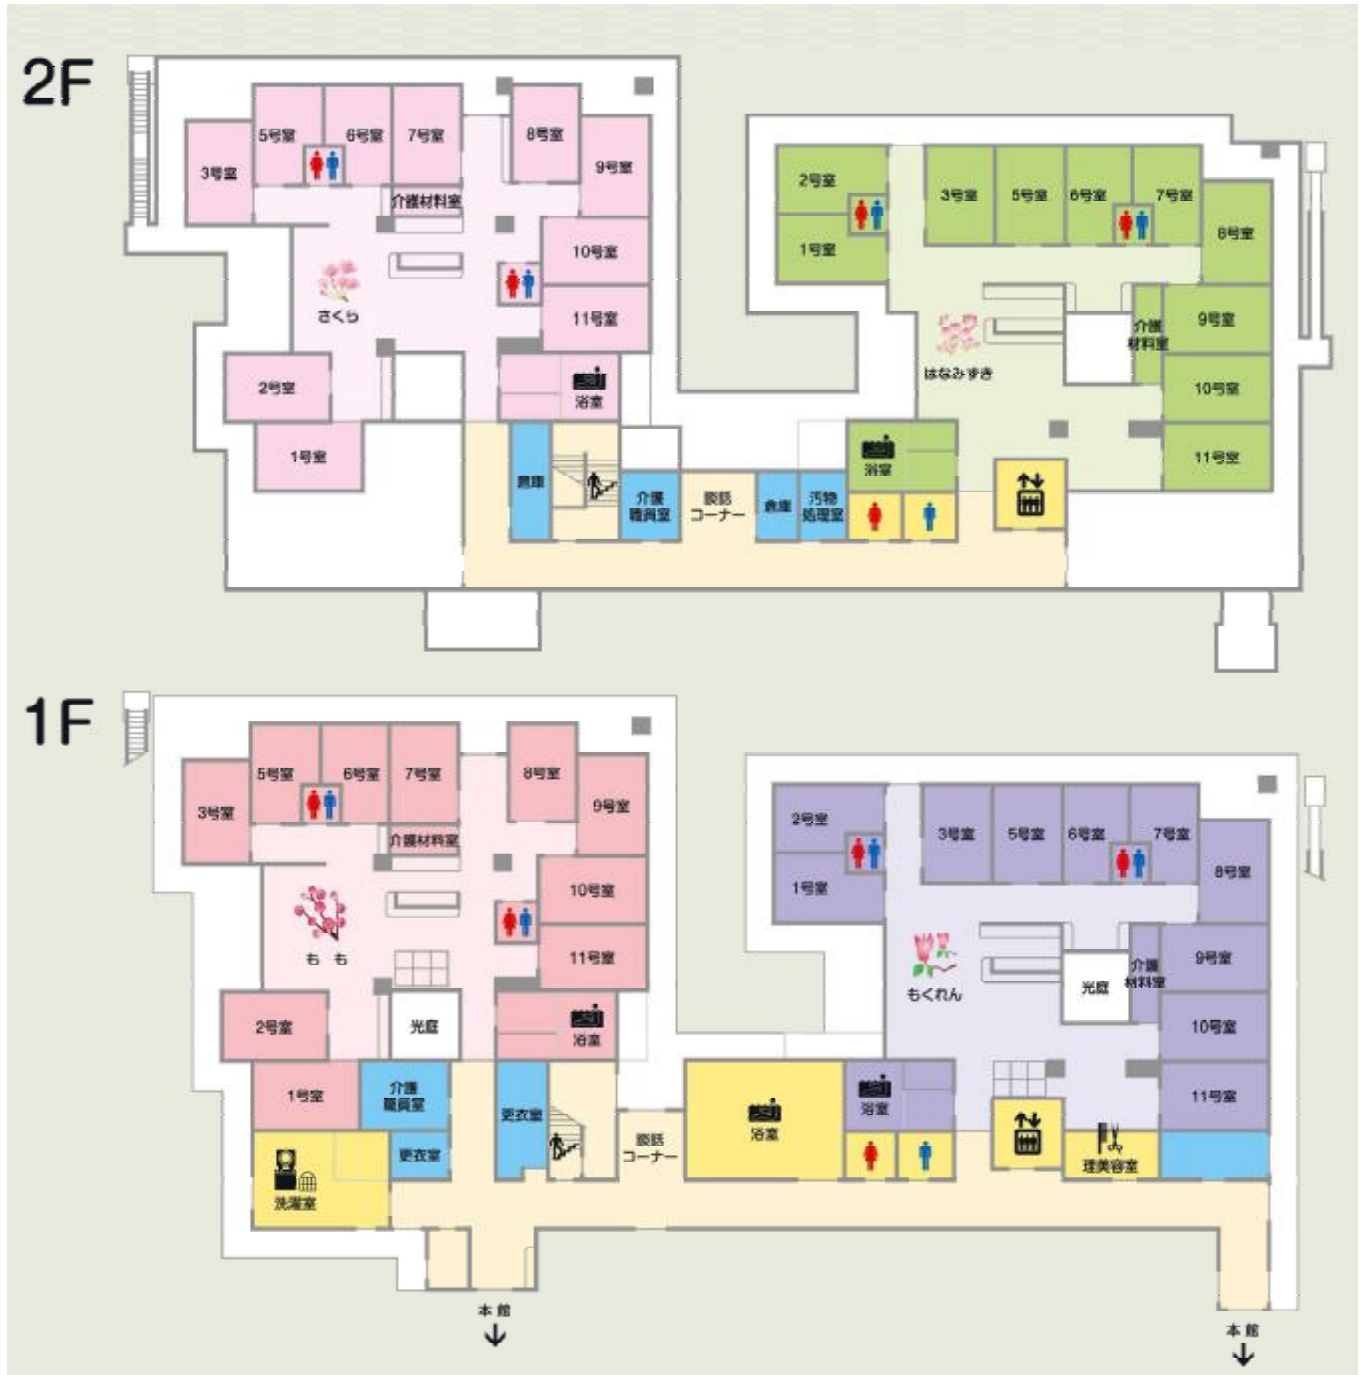 2F
5号室
6号室
7号室
8号室
3号室
9号室
介護材料室
10号室
さくら
11号室
2号室
浴室
1号室
倉庫
介護
職員室
談話
コーナー
倉庫
汚物
処理室
2号室
1号室
3号室
5号室
6号室
7号室
8号室
はなみずき
介護
材料室
9号室
10号室
11号室
浴室
1F
5号室
6号室
7号室
8号室
3号室
9号室
介護材料室
10号室
もも
11号室
2号室
光庭
浴室
1号室
介護
職員室
更衣室
更衣室
洗濯室
談話
コーナー
浴室
2号室
1号室
3号室
5号室
6号室
7号室
8号室
もくれん
光庭
介護
材料室
9号室
10号室
11号室
浴室
理美容室
本館
本館